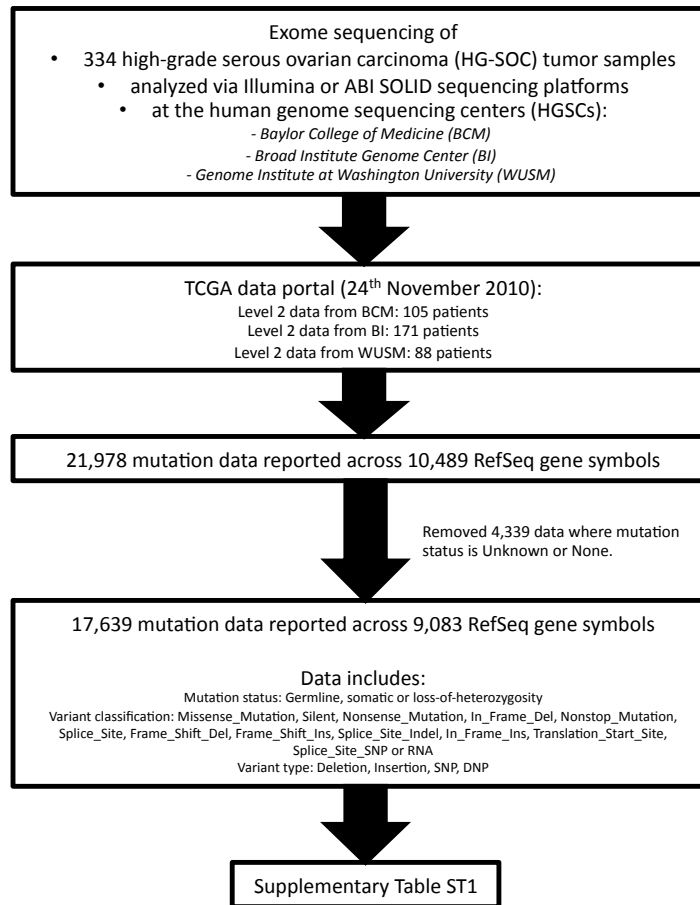 Exome sequencing of
• 334 high-grade serous ovarian carcinoma (HG-SOC) tumor samples
• analyzed via Illumina or ABI SOLID sequencing platforms
• at the human genome sequencing centers (HGSCs):
- Baylor College of Medicine (BCM)
- Broad Institute Genome Center (BI)
- Genome Institute at Washington University (WUSM)
TCGA data portal (24th November 2010):
Level 2 data from BCM: 105 patients
Level 2 data from BI: 171 patients
Level 2 data from WUSM: 88 patients
21,978 mutation data reported across 10,489 RefSeq gene symbols
Removed 4,339 data where mutation
status is Unknown or None.
17,639 mutation data reported across 9,083 RefSeq gene symbols
Data includes:
Mutation status: Germline, somatic or loss-of-heterozygosity
Variant classification: Missense_Mutation, Silent, Nonsense_Mutation, In_Frame_Del, Nonstop_Mutation,
Splice_Site, Frame_Shift_Del, Frame_Shift_Ins, Splice_Site_Indel, In_Frame_Ins, Translation_Start_Site,
Splice_Site_SNP or RNA
Variant type: Deletion, Insertion, SNP, DNP
Supplementary Table ST1